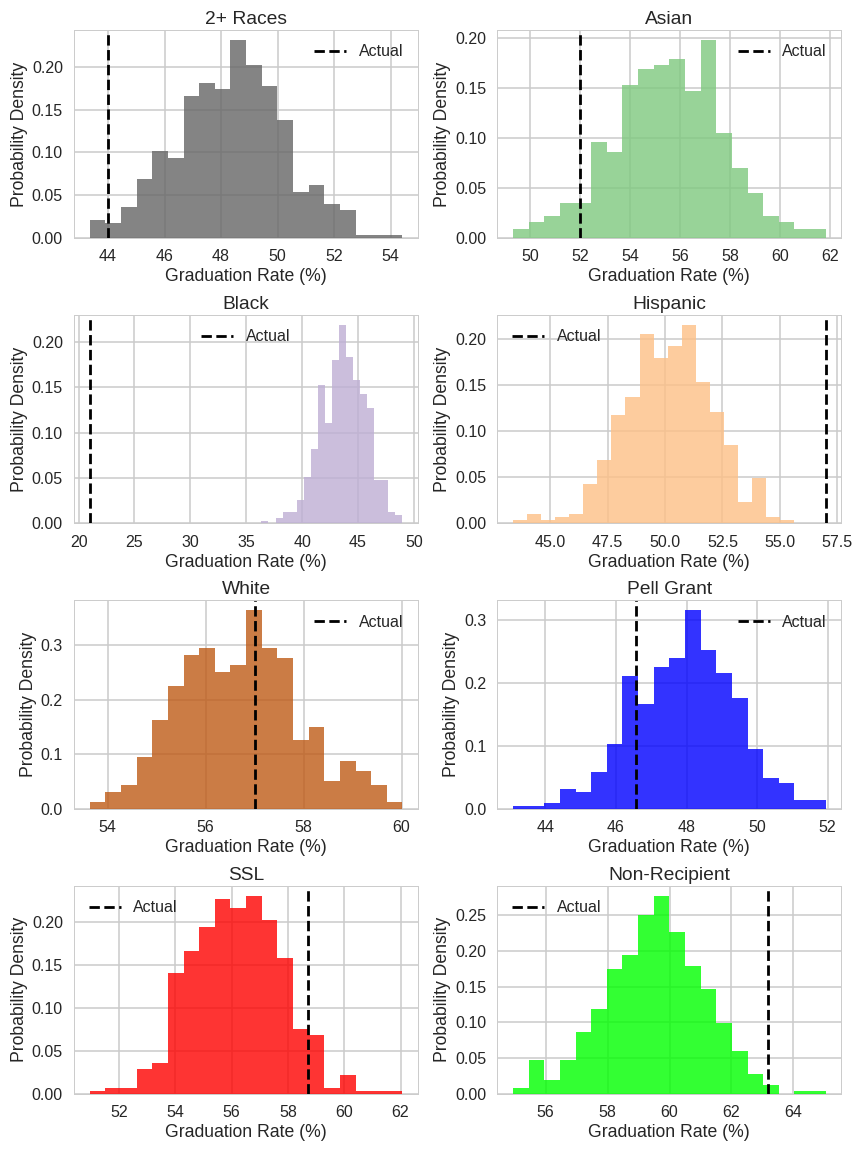 2+ Races
Asian
Probability Density
0.20
0.15
0.10
0.05
0.00
Actual
44 46 48 50 52 54
Graduation Rate (%)
Probability Density
0.20
0.15
0.10
0.05
0.00
Actual
50 52 54 56 58 60 62
Graduation Rate (%)
Black
Hispanic
Probability Density
0.20
0.15
0.10
0.05
0.00
Actual
20 25 30 35 40 45 50
Graduation Rate (%)
Probability Density
0.20
0.15
0.10
0.05
0.00
Actual
45.0 47.5 50.0 52.5 55.0 57.5
Graduation Rate (%)
White
Pell Grant
Probability Density
0.3
0.2
0.1
0.0
Actual
54 56 58 60
Graduation Rate (%)
Probability Density
0.3
0.2
0.1
0.0
Actual
44 46 48 50 52
Graduation Rate (%)
SSL
Non-Recipient
Probability Density
0.20
0.15
0.10
0.05
0.00
Actual
52 54 56 58 60 62
Graduation Rate (%)
Probability Density
0.25
0.20
0.15
0.10
0.05
0.00
Actual
56 58 60 62 64
Graduation Rate (%)